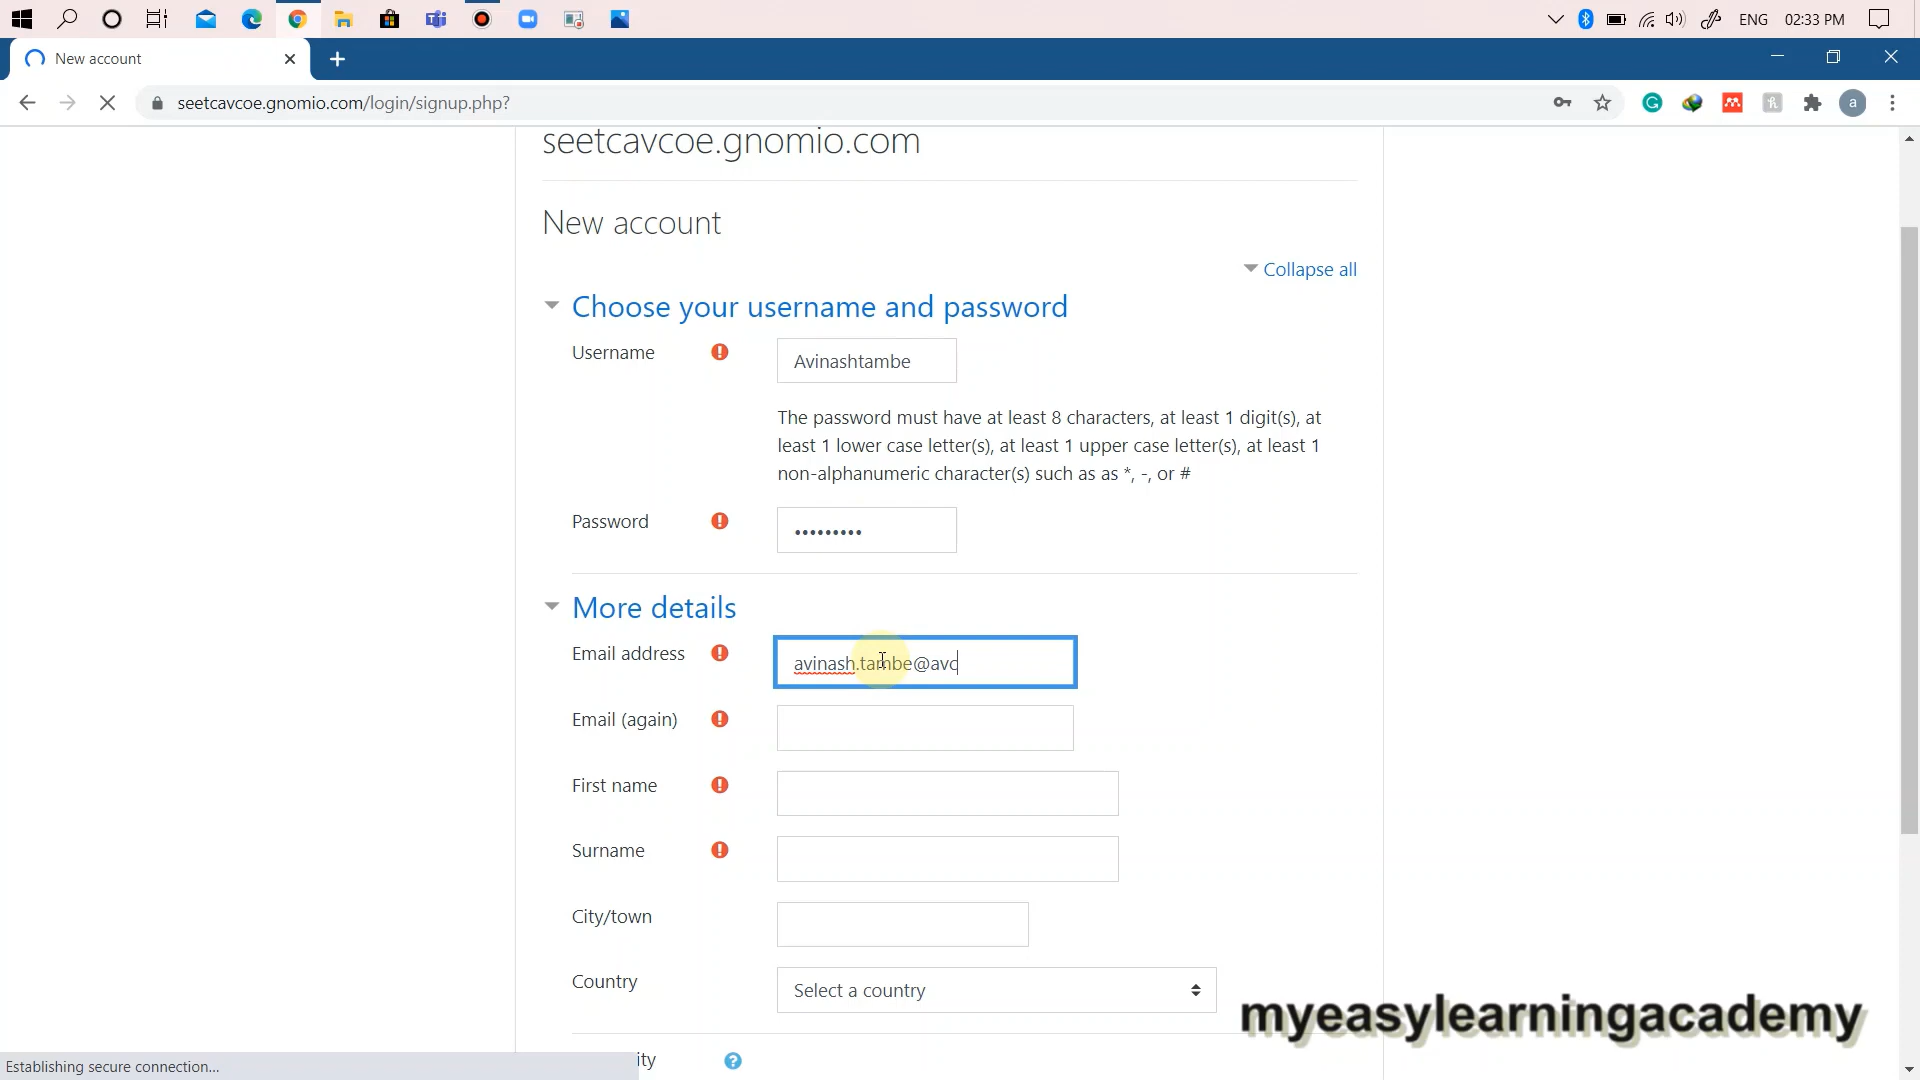 ENG 02:33 PM
New account
seetcavcoe.gnomio.com/login/signup.php?
a
seetcavcoe.gnomio.com
New account
Collapse all
Choose your username and password
Username
Avinashtambe
The password must have at least 8 characters, at least 1 digit(s), at
least 1 lower case letter(s), at least 1 upper case letter(s), at least 1
non-alphanumeric character(s) such as as *, -, or #
Password
•••••••••
More details
Email address
avinash.tambe@avc
Email (again)
First name
Surname
City/town
Country
Select a country
myeasylearningacademy
Establishing secure connection...
ity